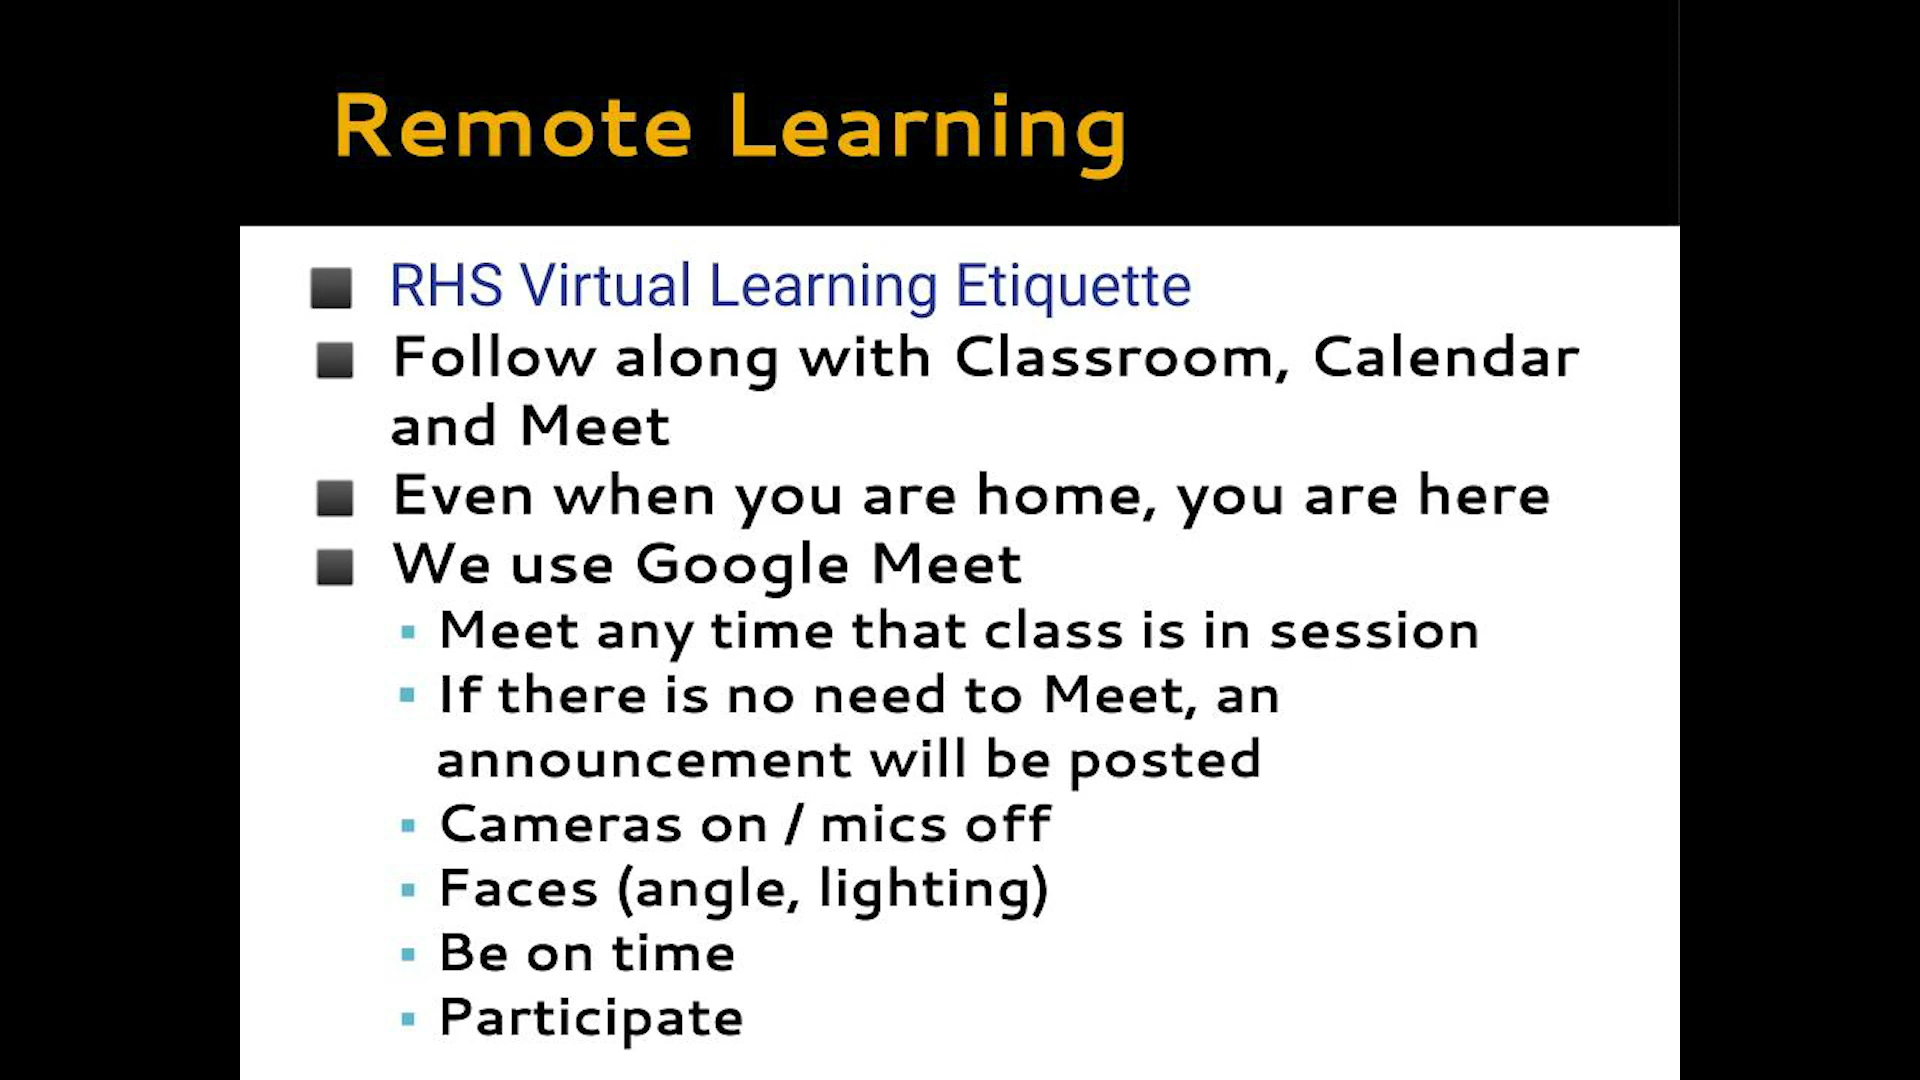 Remote Learning
RHS Virtual Learning Etiquette
Follow along with Classroom, Calendar
and Meet
Even when you are home, you are here
We use Google Meet
Meet any time that class is in session
If there is no need to Meet, an
announcement will be posted
Cameras on / mics off
Faces (angle, lighting)
Be on time
Participate